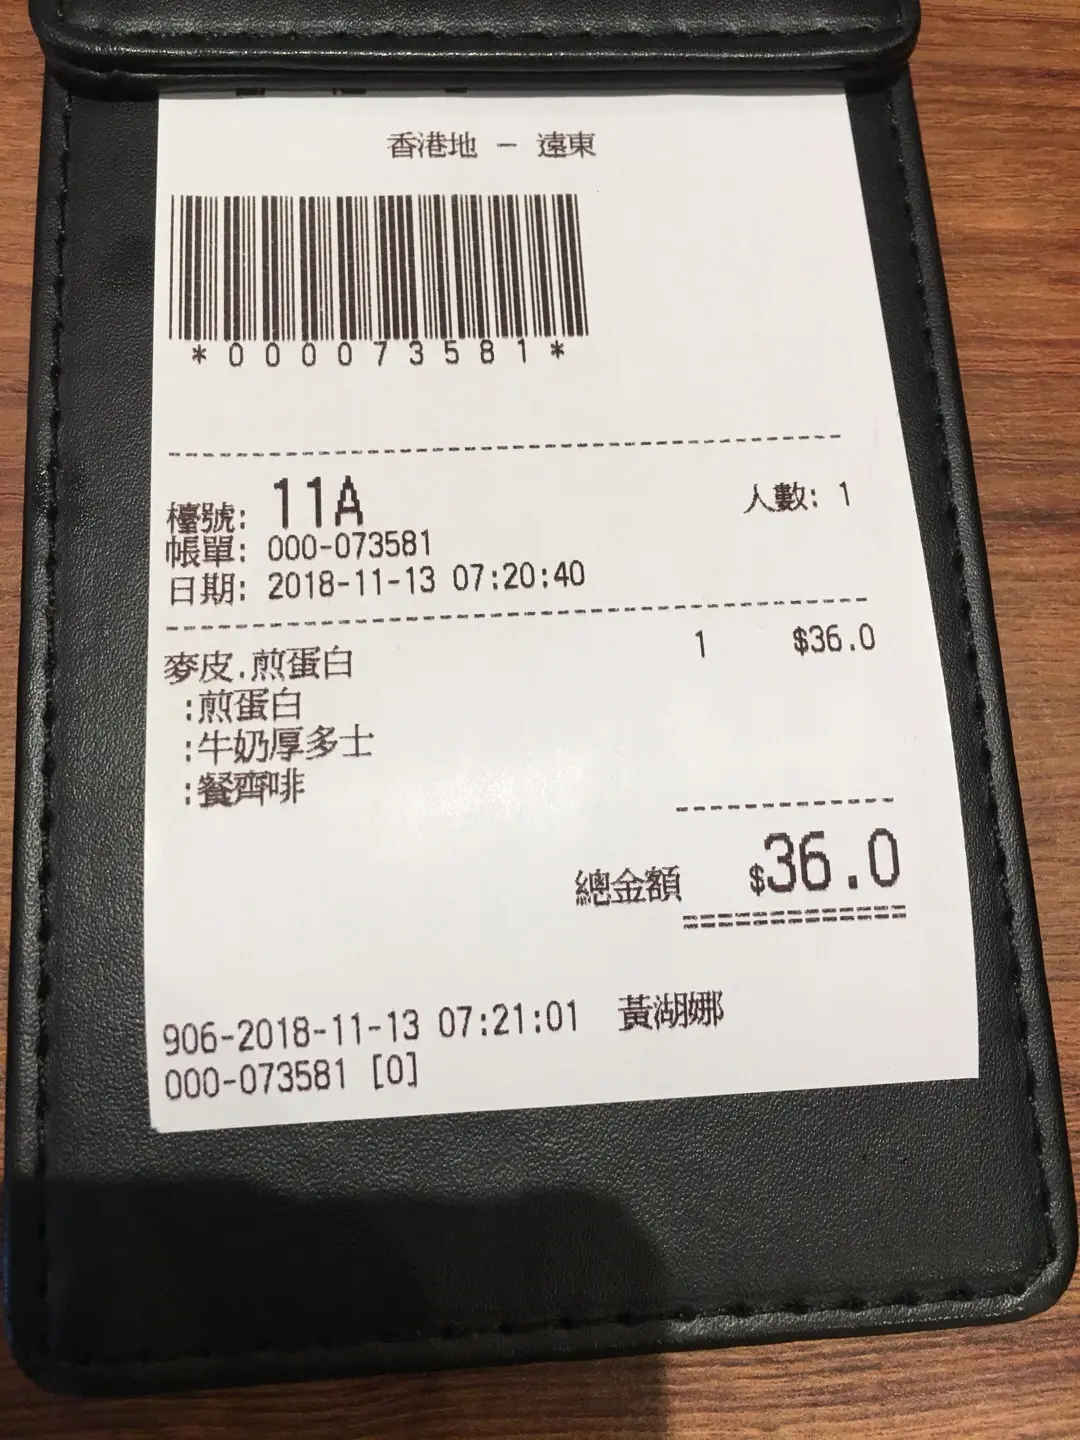 香港地 - 遠東
*000073581*
檯號: 11A 人數: 1
帳單: 000-073581
日期: 2018-11-13 07:20:40
麥皮.煎蛋白 1 $36.0
:煎蛋白
:牛奶厚多士
:餐齊啡
總金額 $36.0
906-2018-11-13 07:21:01 黃湖娜
000-073581 [0]